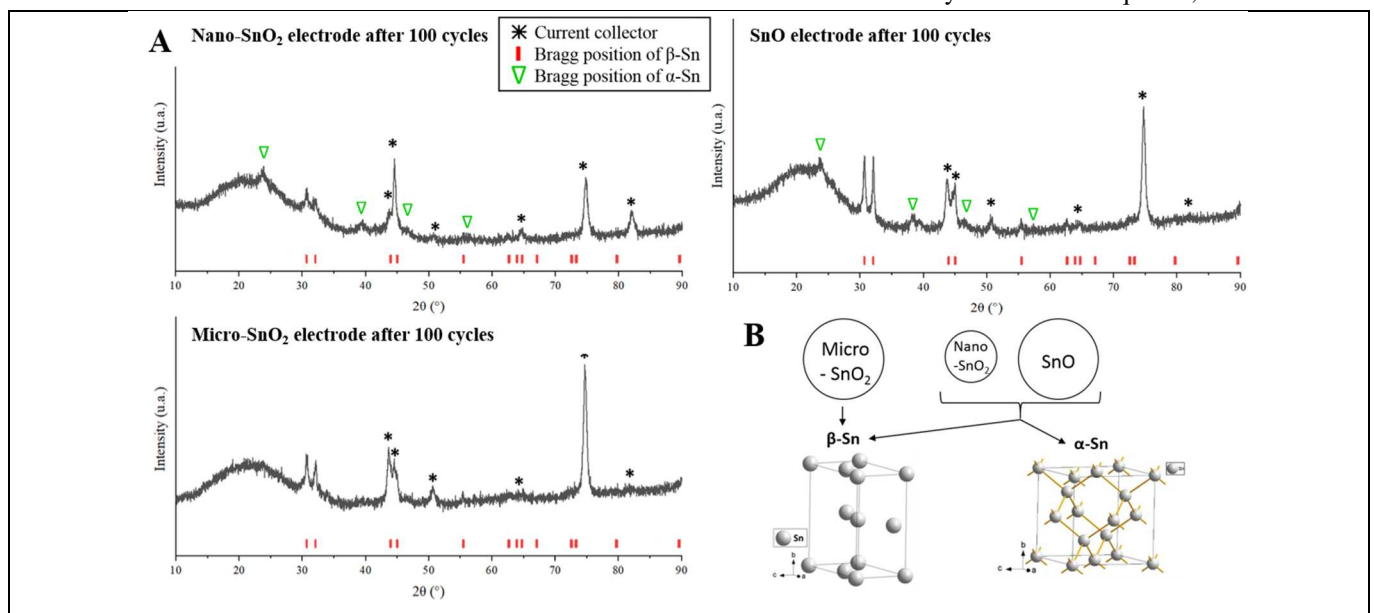 A
Nano-SnO₂ electrode after 100 cycles
Current collector
Bragg position of β-Sn
Bragg position of α-Sn
Intensity (u.a.)
10 20 30 40 50 60 70 80 90
2θ (°)
SnO electrode after 100 cycles
Intensity (u.a.)
10 20 30 40 50 60 70 80 90
2θ (°)
Micro-SnO₂ electrode after 100 cycles
Intensity (u.a.)
10 20 30 40 50 60 70 80 90
2θ (°)
B
Micro
- SnO₂
Nano
-SnO₂
SnO
β-Sn
α-Sn
Sn
b
c a
b
c a